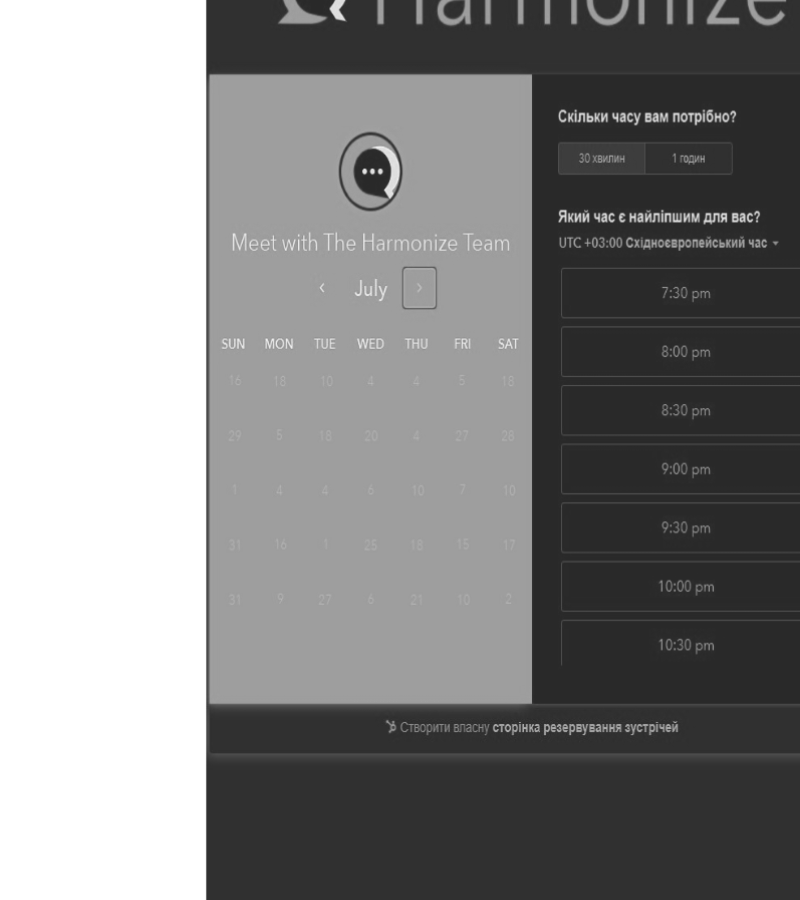 Harmonize
Meet with The Harmonize Team
‹ July ›
SUN MON TUE WED THU FRI SAT
16 18 10 4 4 5 18
29 5 18 20 4 27 28
1 4 4 6 10 7 10
31 16 1 25 18 15 17
31 9 27 6 21 10 2
Скільки часу вам потрібно?
30 хвилин 1 годин
Який час є найліпшим для вас?
UTC +03:00 Східноєвропейський час
7:30 pm
8:00 pm
8:30 pm
9:00 pm
9:30 pm
10:00 pm
10:30 pm
Створити власну сторінка резервування зустрічей